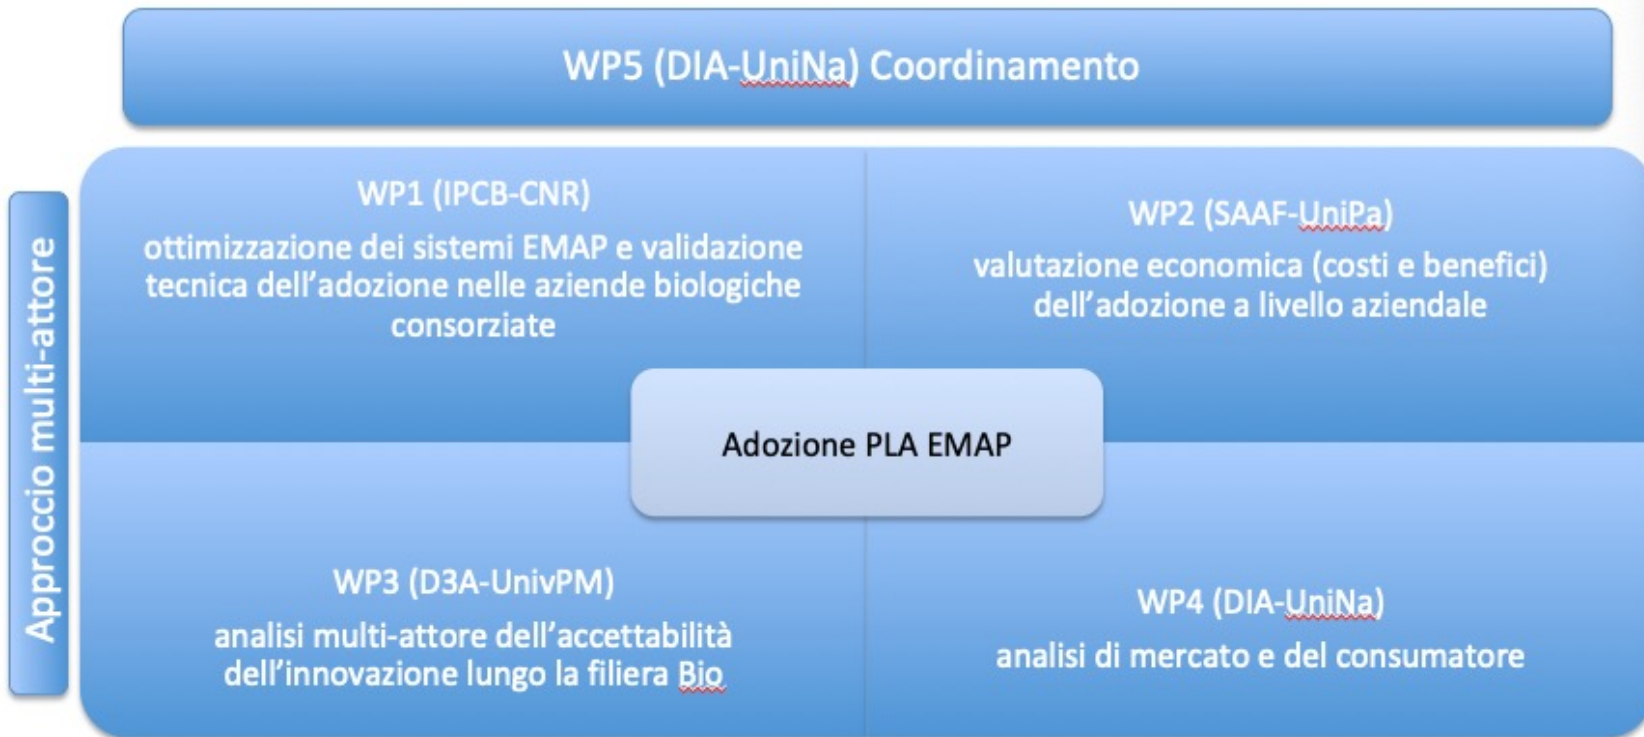 WP5 (DIA-UniNa) Coordinamento
Approccio multi-attore
WP1 (IPCB-CNR)
ottimizzazione dei sistemi EMAP e validazione
tecnica dell'adozione nelle aziende biologiche
consorziate
WP2 (SAAF-UniPa)
valutazione economica (costi e benefici)
dell'adozione a livello aziendale
Adozione PLA EMAP
WP3 (D3A-UnivPM)
analisi multi-attore dell'accettabilità
dell'innovazione lungo la filiera Bio
WP4 (DIA-UniNa)
analisi di mercato e del consumatore